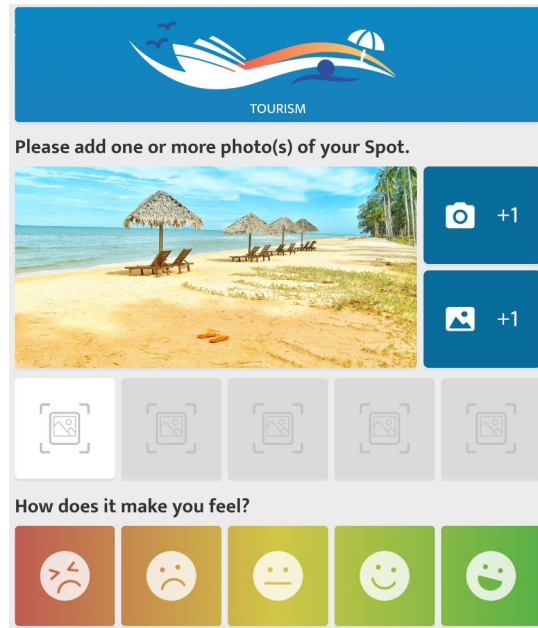 TOURISM
Please add one or more photo(s) of your Spot.
+1
+1
How does it make you feel?